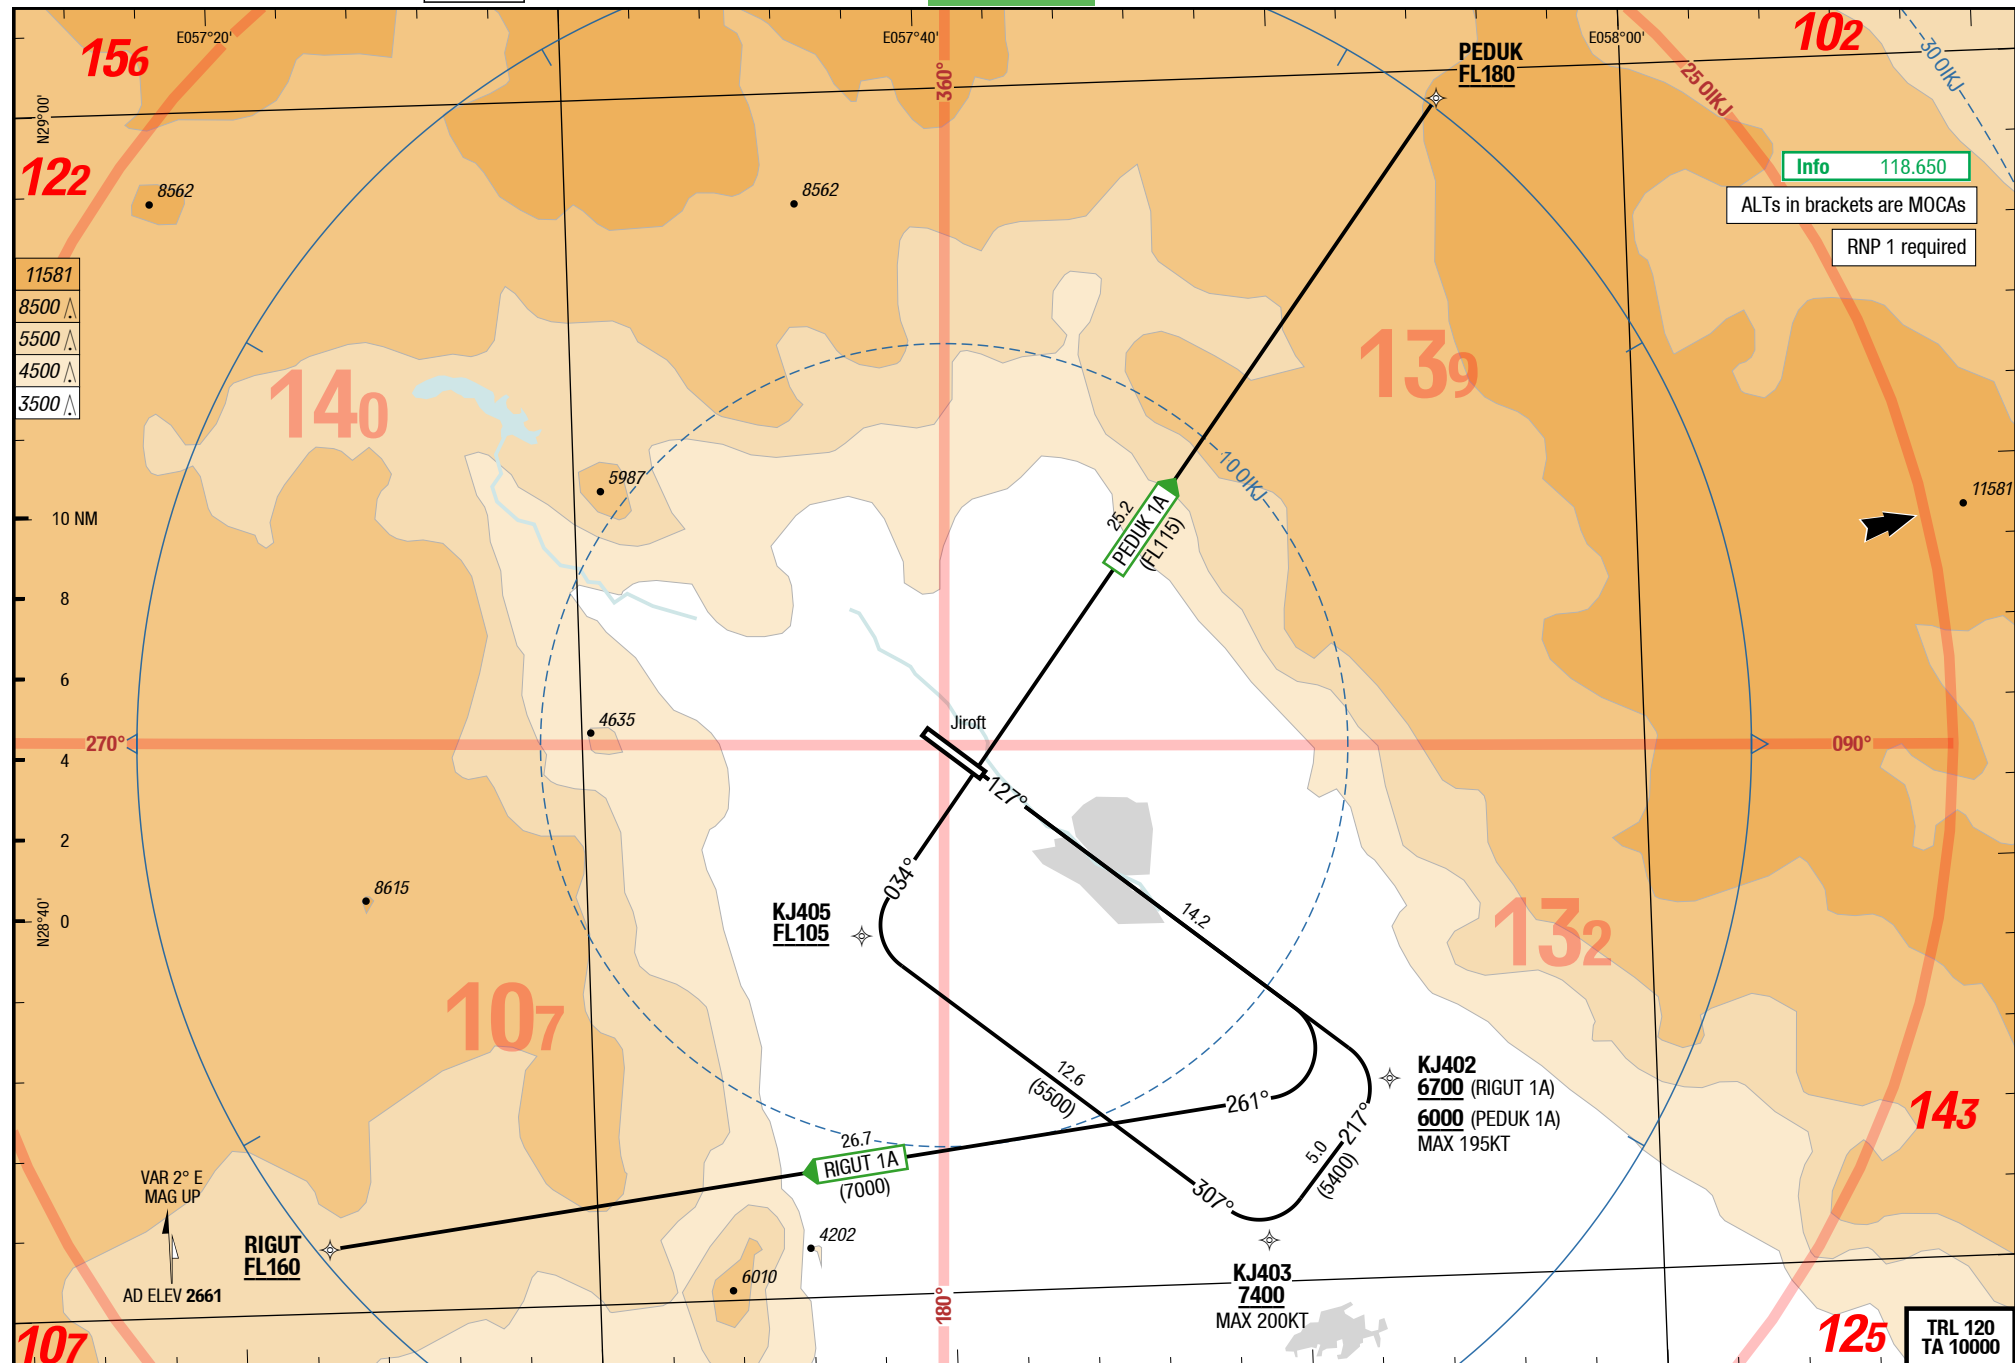 E057°20'
E057°40'
E058°00'
156
102
PEDUK
FL180
360°
25 OIKJ
30 OIKJ
N29°00'
122
Info 118.650
ALTs in brackets are MOCAs
RNP 1 required
8562
8562
11581
8500
5500
4500
3500
140
139
5987
10 OIKJ
11581
25.2
PEDUK 1A
(FL115)
10 NM
8
6
4
2
0
4635
Jiroft
270°
090°
127°
034°
8615
KJ405
FL105
N28°40'
14.2
132
107
12.6
(5500)
KJ402
6700 (RIGUT 1A)
6000 (PEDUK 1A)
MAX 195KT
261°
217°
5.0
(5400)
143
26.7
RIGUT 1A
(7000)
307°
VAR 2° E
MAG UP
AD ELEV 2661
RIGUT
FL160
4202
6010
KJ403
7400
MAX 200KT
180°
107
125
TRL 120
TA 10000